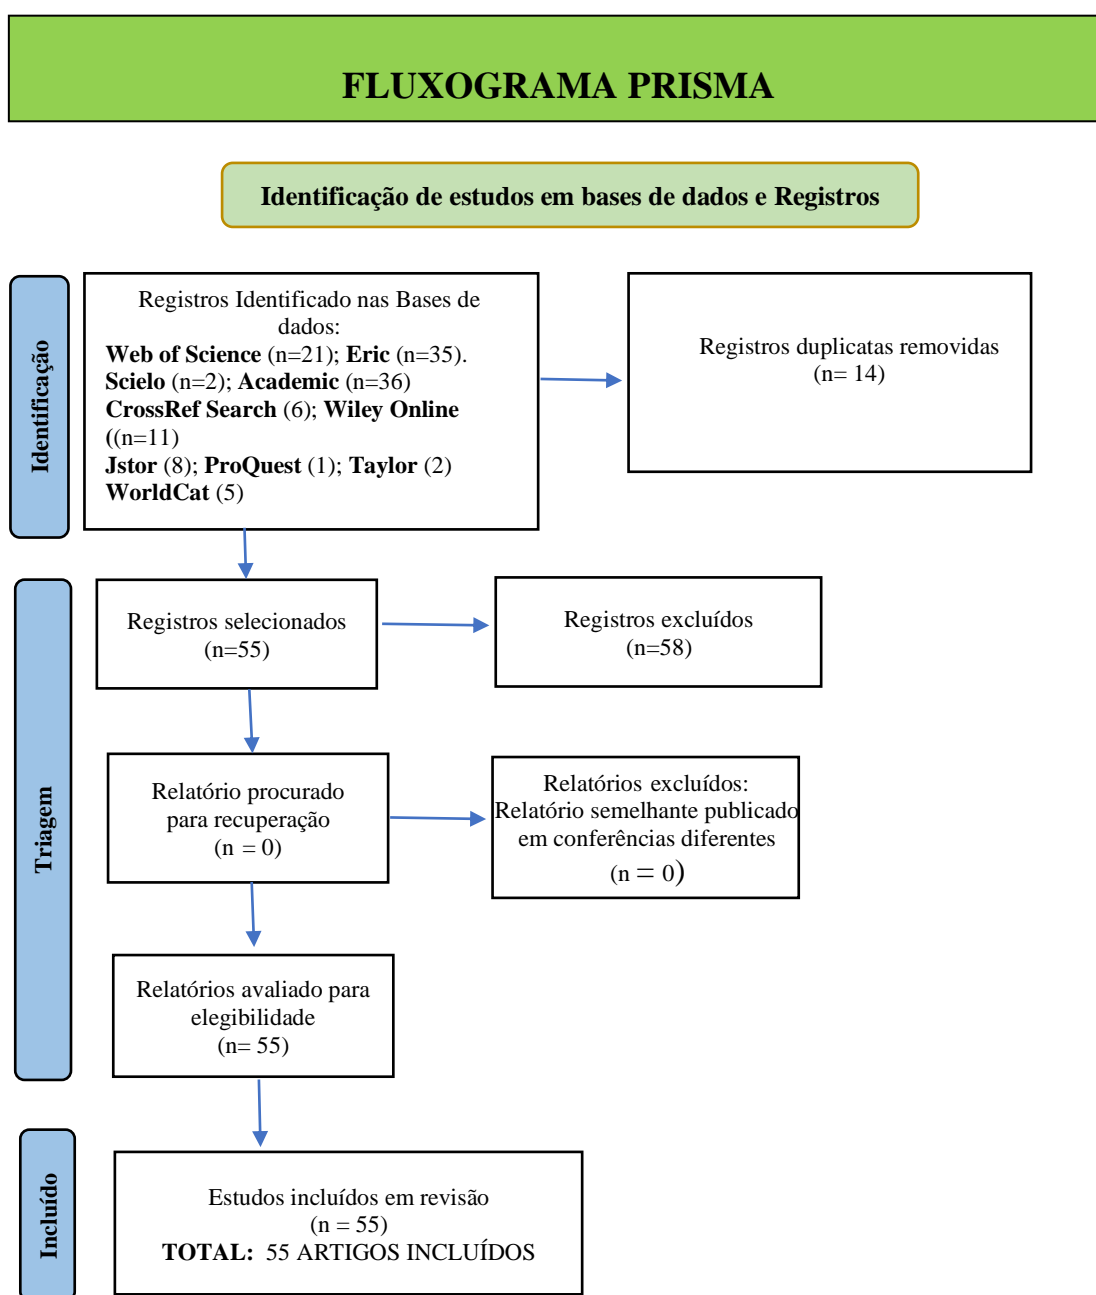 FLUXOGRAMA PRISMA
Identificação de estudos em bases de dados e Registros
Identificação
Registros Identificado nas Bases de
dados:
Web of Science (n=21); Eric (n=35).
Scielo (n=2); Academic (n=36)
CrossRef Search (6); Wiley Online
((n=11)
Jstor (8); ProQuest (1); Taylor (2)
WorldCat (5)
Registros duplicatas removidas
(n= 14)
Triagem
Registros selecionados
(n=55)
Registros excluídos
(n=58)
Relatório procurado
para recuperação
(n = 0)
Relatórios excluídos:
Relatório semelhante publicado
em conferências diferentes
(n = 0)
Relatórios avaliado para
elegibilidade
(n= 55)
Incluído
Estudos incluídos em revisão
(n = 55)
TOTAL: 55 ARTIGOS INCLUÍDOS